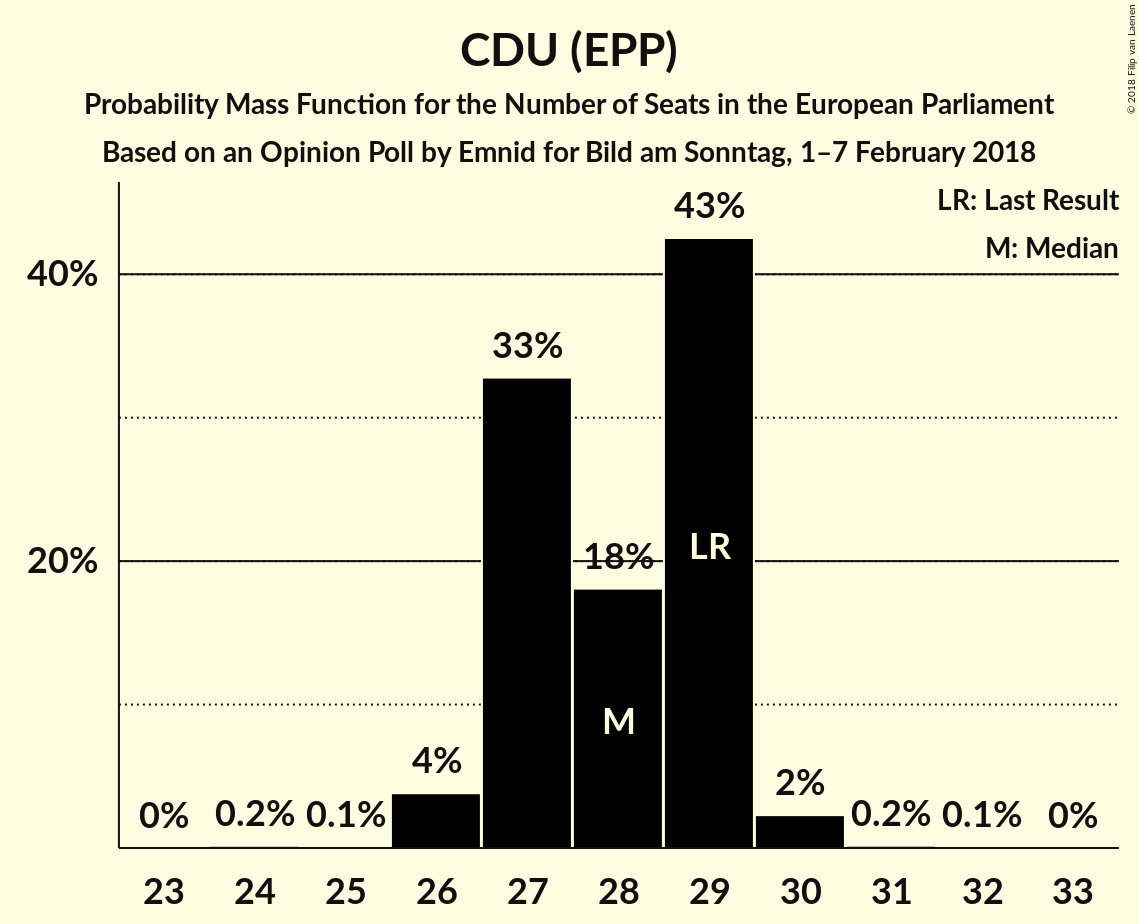 CDU (EPP)
Probability Mass Function for the Number of Seats in the European Parliament
Based on an Opinion Poll by Emnid for Bild am Sonntag, 1–7 February 2018
© 2018 Filip van Laenen
LR: Last Result
M: Median
40%
20%
0%
0.2%
0.1%
4%
33%
18%
43%
2%
0.2%
0.1%
0%
M
LR
23 24 25 26 27 28 29 30 31 32 33